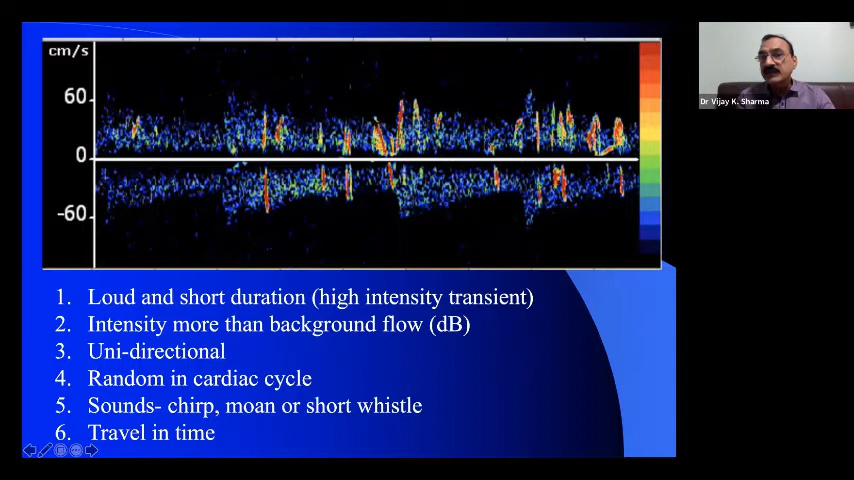 cm/s
60
0
-60
Dr Vijay K. Sharma
1. Loud and short duration (high intensity transient)
2. Intensity more than background flow (dB)
3. Uni-directional
4. Random in cardiac cycle
5. Sounds- chirp, moan or short whistle
6. Travel in time